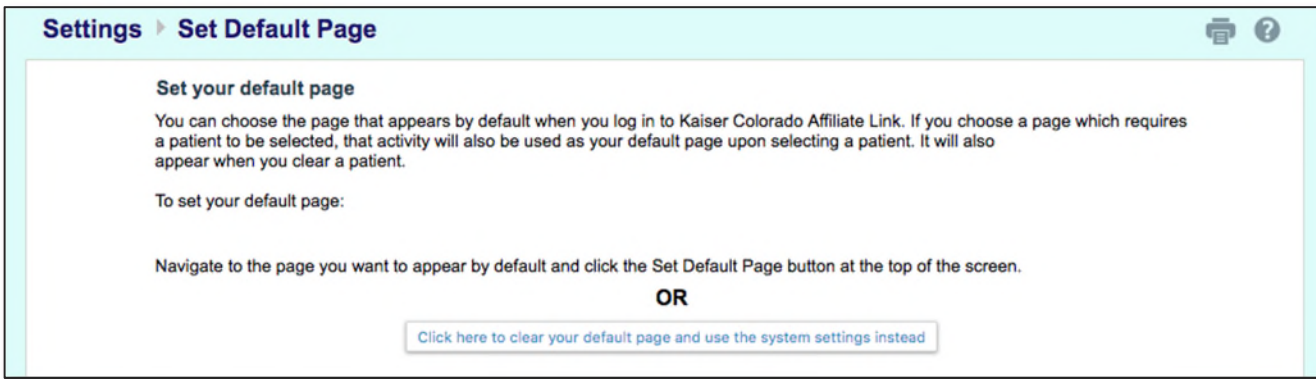 Settings Set Default Page
Set your default page
You can choose the page that appears by default when you log in to Kaiser Colorado Affiliate Link. If you choose a page which requires
a patient to be selected, that activity will also be used as your default page upon selecting a patient. It will also
appear when you clear a patient.
To set your default page:
Navigate to the page you want to appear by default and click the Set Default Page button at the top of the screen.
OR
Click here to clear your default page and use the system settings instead